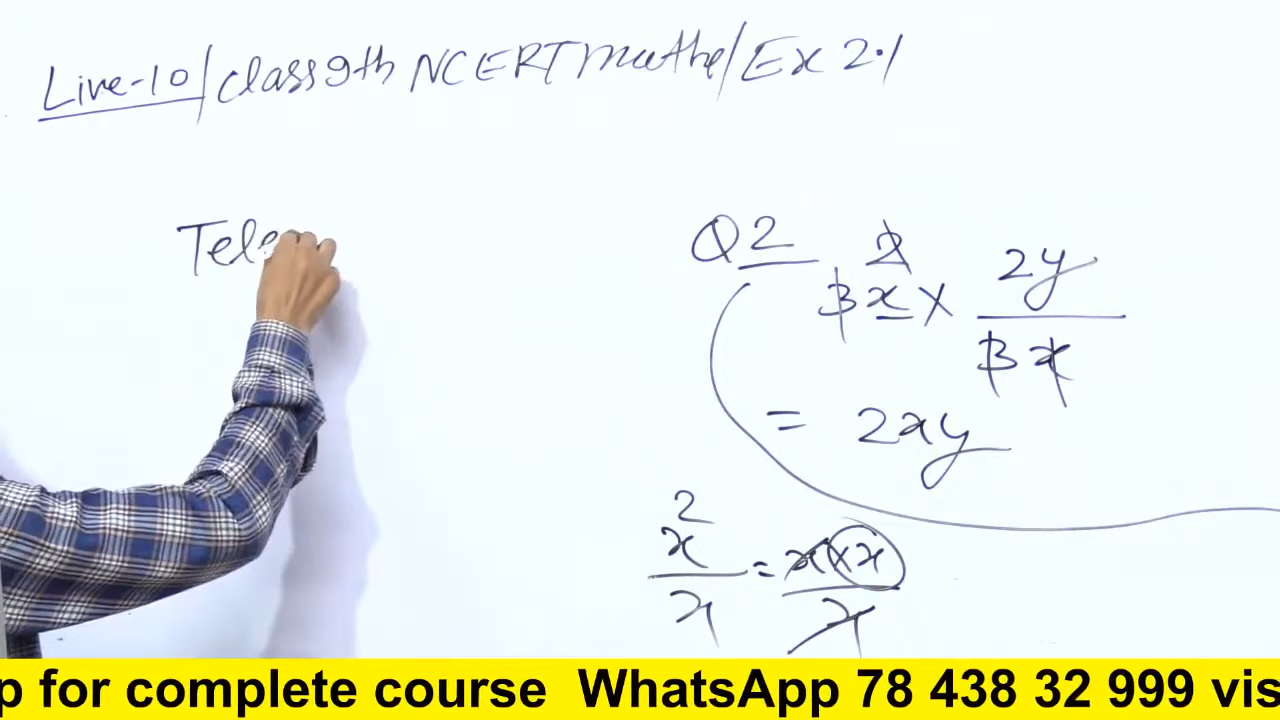 Live-10/class 9th NCERT maths/Ex 2.1
Tele
Q2
3x² × 2y
3x
= 2xy
x² = x×x
x x
p for complete course WhatsApp 78 438 32 999 vis